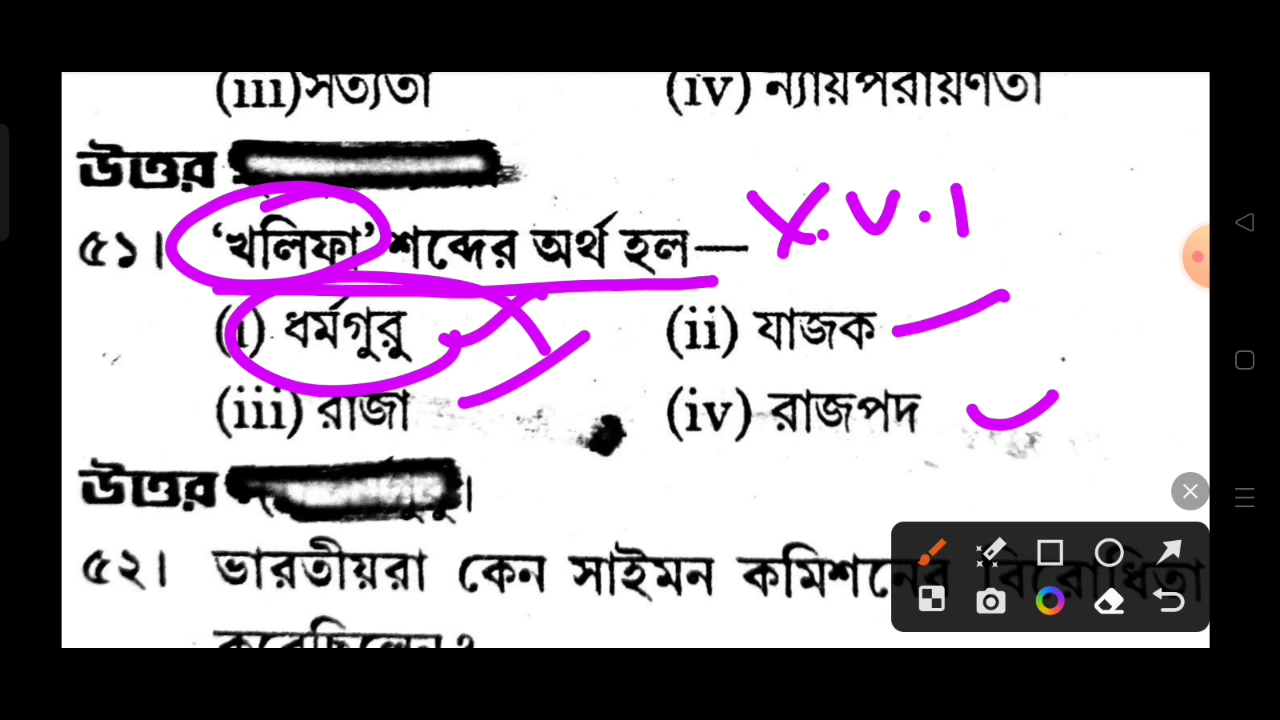 (iii) সত্যতা (iv) ন্যায়পরায়ণতা
উত্তর
৫১। ‘খলিফা’ শব্দের অর্থ হল— V.V.I
(i) ধর্মগুরু (ii) যাজক
(iii) রাজা (iv) রাজপদ
উত্তর ।
৫২। ভারতীয়রা কেন সাইমন কমিশনের বিরোধিতা
করেছিলেন?